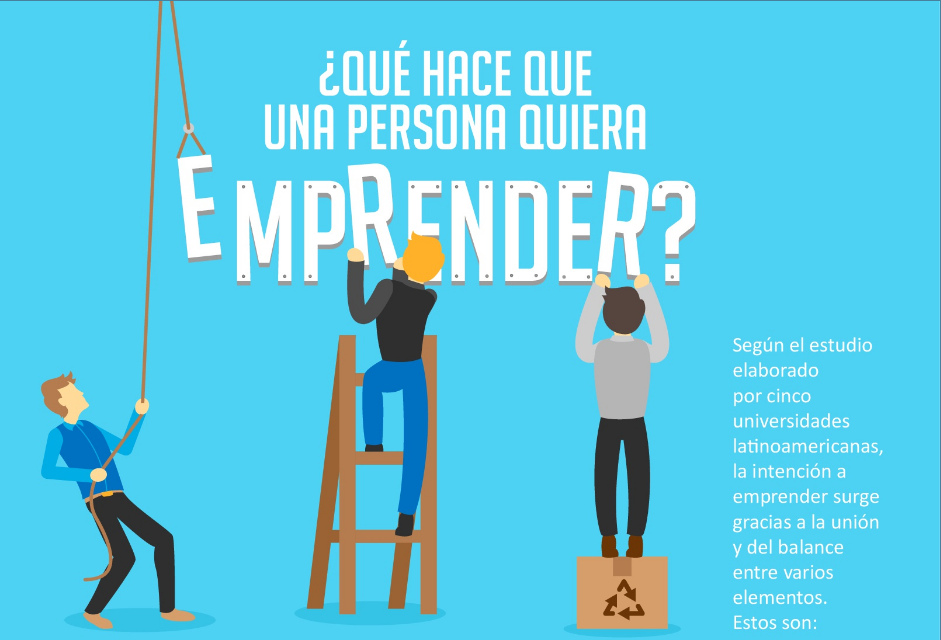 ¿QUÉ HACE QUE
UNA PERSONA QUIERA
EMPRENDER?
Según el estudio
elaborado
por cinco
universidades
latinoamericanas,
la intención a
emprender surge
gracias a la unión
y del balance
entre varios
elementos.
Estos son: